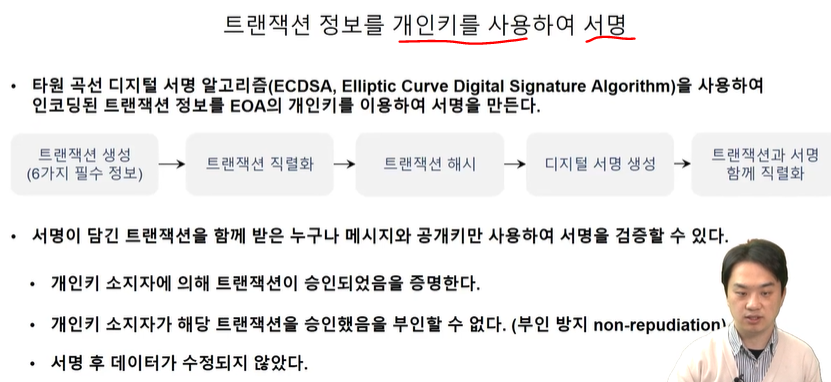 트랜잭션 정보를 개인키를 사용하여 서명
• 타원 곡선 디지털 서명 알고리즘(ECDSA, Elliptic Curve Digital Signature Algorithm)을 사용하여
인코딩된 트랜잭션 정보를 EOA의 개인키를 이용하여 서명을 만든다.
트랜잭션 생성
(6가지 필수 정보)
트랜잭션 직렬화
트랜잭션 해시
디지털 서명 생성
트랜잭션과 서명
함께 직렬화
• 서명이 담긴 트랜잭션을 함께 받은 누구나 메시지와 공개키만 사용하여 서명을 검증할 수 있다.
• 개인키 소지자에 의해 트랜잭션이 승인되었음을 증명한다.
• 개인키 소지자가 해당 트랜잭션을 승인했음을 부인할 수 없다. (부인 방지 non-repudiation)
• 서명 후 데이터가 수정되지 않았다.